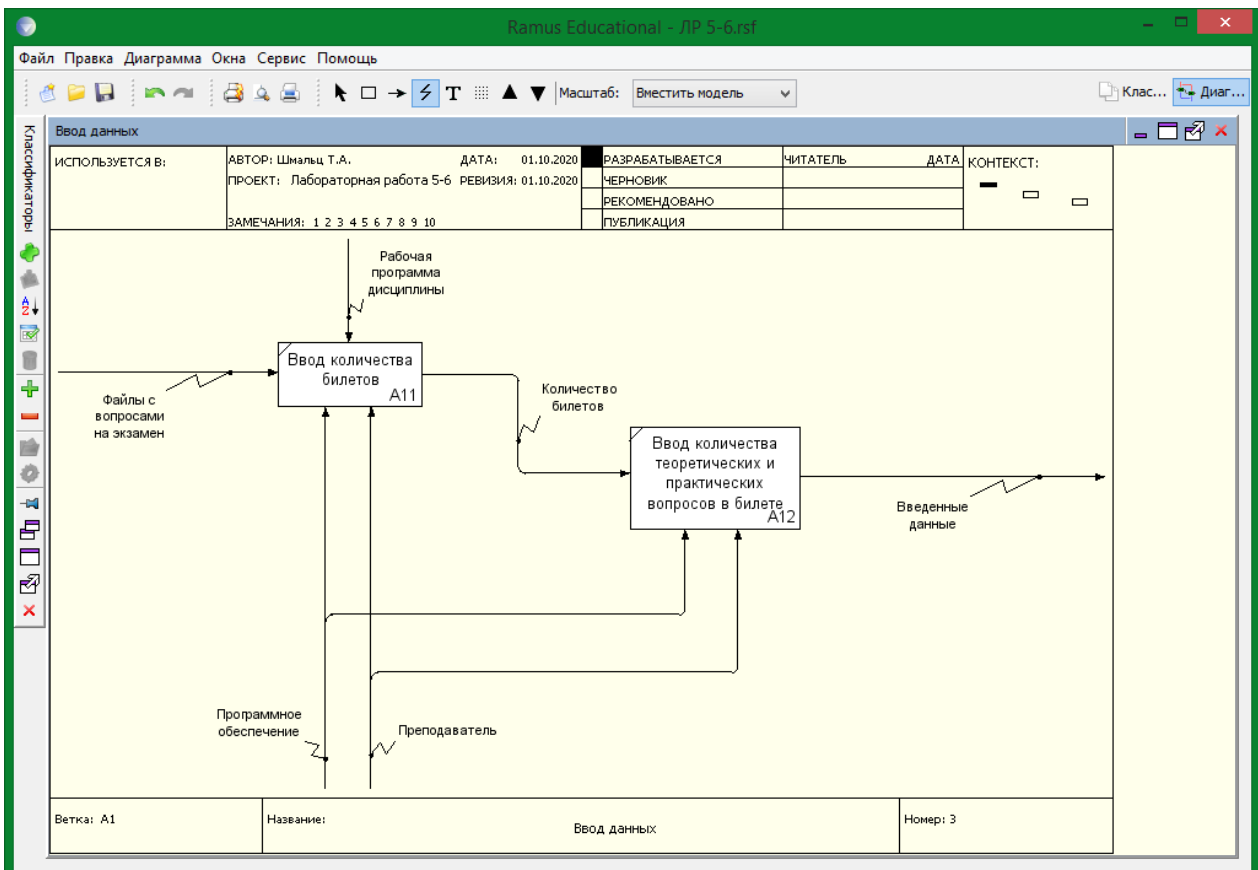 Ramus Educational - ЛР 5-6.rsf
Файл Правка Диаграмма Окна Сервис Помощь
T Масштаб: Вместить модель Клас... Диаг...
Классификаторы
Ввод данных
ИСПОЛЬЗУЕТСЯ В:
АВТОР: Шмальц Т.А. ДАТА: 01.10.2020
ПРОЕКТ: Лабораторная работа 5-6 РЕВИЗИЯ: 01.10.2020
ЗАМЕЧАНИЯ: 1 2 3 4 5 6 7 8 9 10
РАЗРАБАТЫВАЕТСЯ
ЧЕРНОВИК
РЕКОМЕНДОВАНО
ПУБЛИКАЦИЯ
ЧИТАТЕЛЬ ДАТА
КОНТЕКСТ:
Рабочая
программа
дисциплины
Ввод количества
билетов
A11
Файлы с
вопросами
на экзамен
Количество
билетов
Ввод количества
теоретических и
практических
вопросов в билете
A12
Введенные
данные
Программное
обеспечение
Преподаватель
Ветка: A1
Название:
Ввод данных
Номер: 3